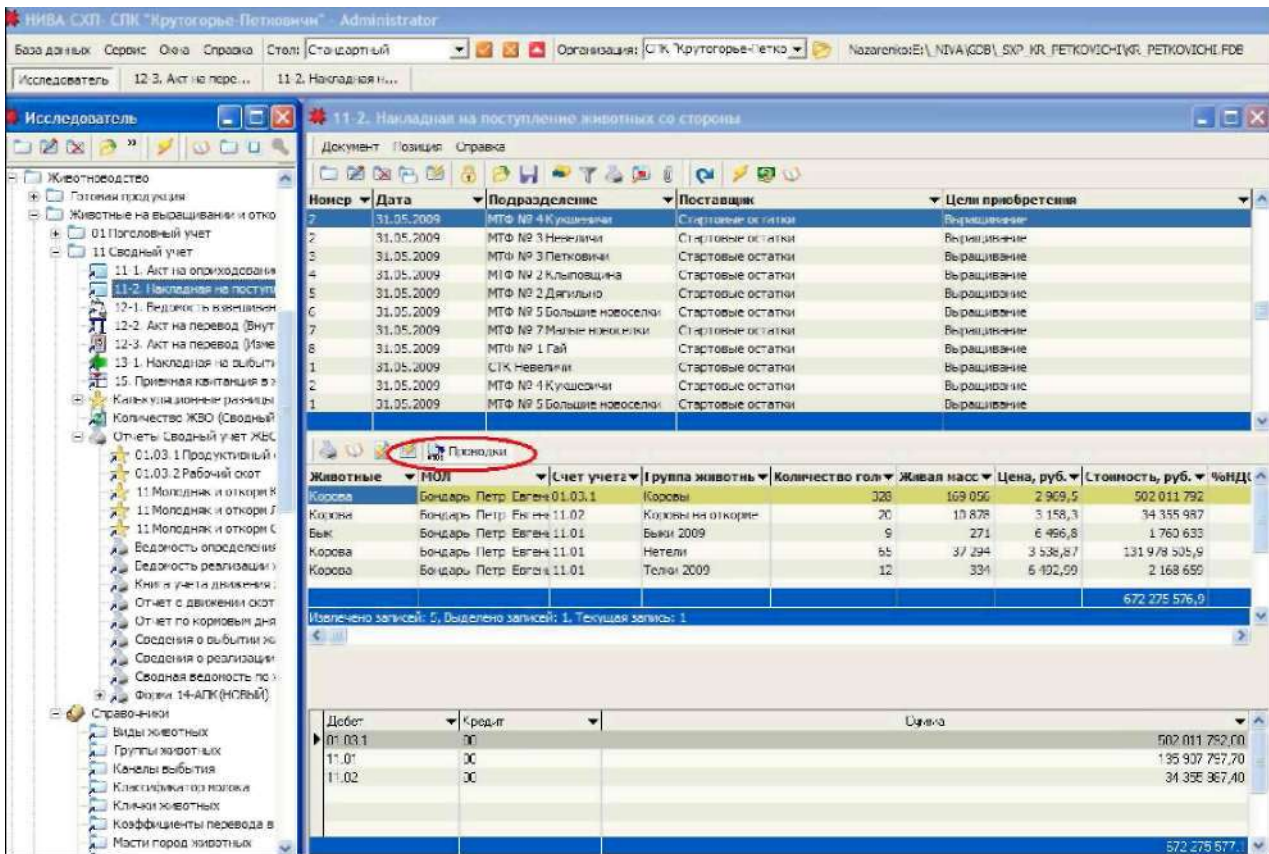 НИВА-СХП- СПК "Крутогорье-Петковичи" - Administrator
База данных Сервис Окна Справка Стол: Стандартный Организация: СПК "Крутогорье-Петко Nazarenko:E:\_NIVA\GDB\_SXP_KR_PETKOVICHI\KR_PETKOVICHI.FDB
Исследователь 12-3. Акт на пере... 11-2. Накладная н...
Исследователь
Животноводство
Готовая продукция
Животные на выращивании и отко
01 Поголовный учет
11 Сводный учет
11-1. Акт на оприходовани
11-2. Накладная на поступл
12-1. Ведомость взвешиван
12-2. Акт на перевод (Внут
12-3. Акт на перевод (Изме
13-1. Накладная на выбыти
15. Приемная квитанция в з
Калькуляционные разницы
Количество ЖВО (Сводный
Отчеты Сводный учет ЖВС
01.03.1 Продуктивный
01.03.2 Рабочий скот
11 Молодняк и откорм К
11 Молодняк и откорм Л
11 Молодняк и откорм С
Ведомость определения
Ведомость реализации
Книга учета движения
Отчет о движении скот
Отчет по кормовым дня
Сведения о выбытии жи
Сведения о реализации
Сводная ведомость по
Форма 14-АПК(НОВЫЙ)
Справочники
Виды животных
Группы животных
Каналы выбытия
Классификатор молока
Клички животных
Коэффициенты перевода в
Масти пород животных
11-2. Накладная на поступление животных со стороны
Документ Позиция Справка
Номер Дата Подразделение Поставщик Цели приобретения
2 31.05.2009 МТФ № 4 Кукшевичи Стартовые остатки Выращивание
2 31.05.2009 МТФ № 3 Невеличи Стартовые остатки Выращивание
3 31.05.2009 МТФ № 3 Петковичи Стартовые остатки Выращивание
4 31.05.2009 МТФ № 2 Клыповщина Стартовые остатки Выращивание
5 31.05.2009 МТФ № 2 Дягильно Стартовые остатки Выращивание
6 31.05.2009 МТФ № 5 Большие новоселки Стартовые остатки Выращивание
7 31.05.2009 МТФ № 7 Малые новоселки Стартовые остатки Выращивание
8 31.05.2009 МТФ № 1 Гай Стартовые остатки Выращивание
1 31.05.2009 СТК Невеличи Стартовые остатки Выращивание
2 31.05.2009 МТФ № 4 Кукшевичи Стартовые остатки Выращивание
1 31.05.2009 МТФ № 5 Большие новоселки Стартовые остатки Выращивание
Проводки
Животные МОЛ Счет учета Группа животнь Количество голо Живая масс Цена, руб. Стоимость, руб. %НДС
Корова Бондарь Петр Евгене 01.03.1 Коровы 328 169 056 2 969,5 502 011 792
Корова Бондарь Петр Евгене 11.02 Коровы на откорме 20 10 878 3 158,3 34 355 987
Бык Бондарь Петр Евгене 11.01 Быки 2009 9 271 6 496,8 1 760 633
Корова Бондарь Петр Евгене 11.01 Нетели 65 37 294 3 538,87 131 978 505,9
Корова Бондарь Петр Евгене 11.01 Телки 2009 12 334 6 492,99 2 168 659
672 275 576,9
Извлечено записей: 5, Выделено записей: 1, Текущая запись: 1
Дебет Кредит Сумма
01.03.1 00 502 011 792,00
11.01 00 135 907 797,70
11.02 00 34 355 987,40
672 275 577,1